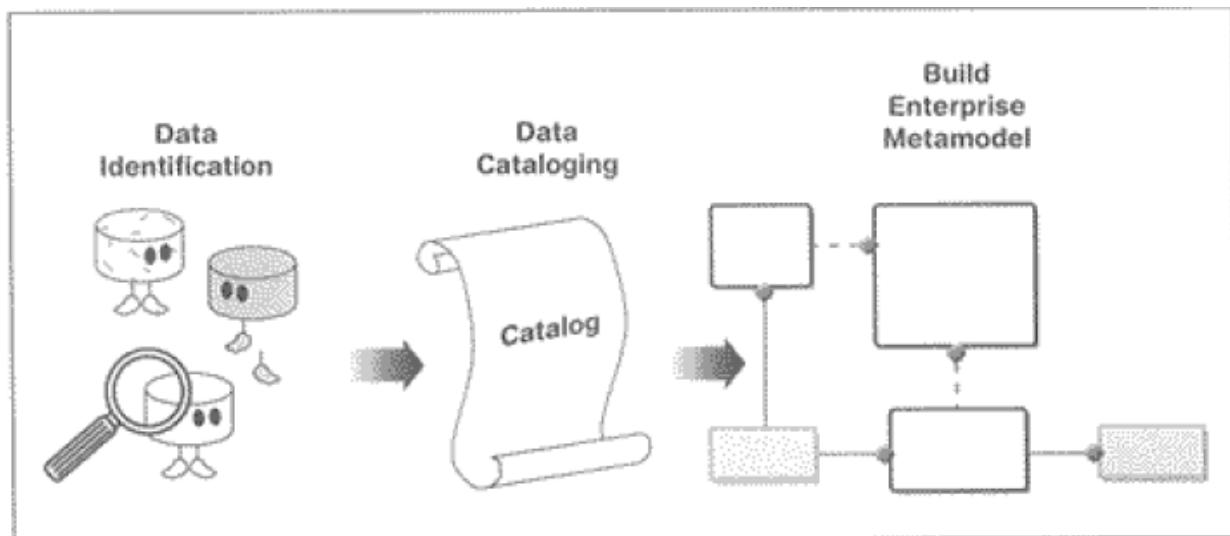 Data
Identification
Data
Cataloging
Build
Enterprise
Metamodel
Catalog